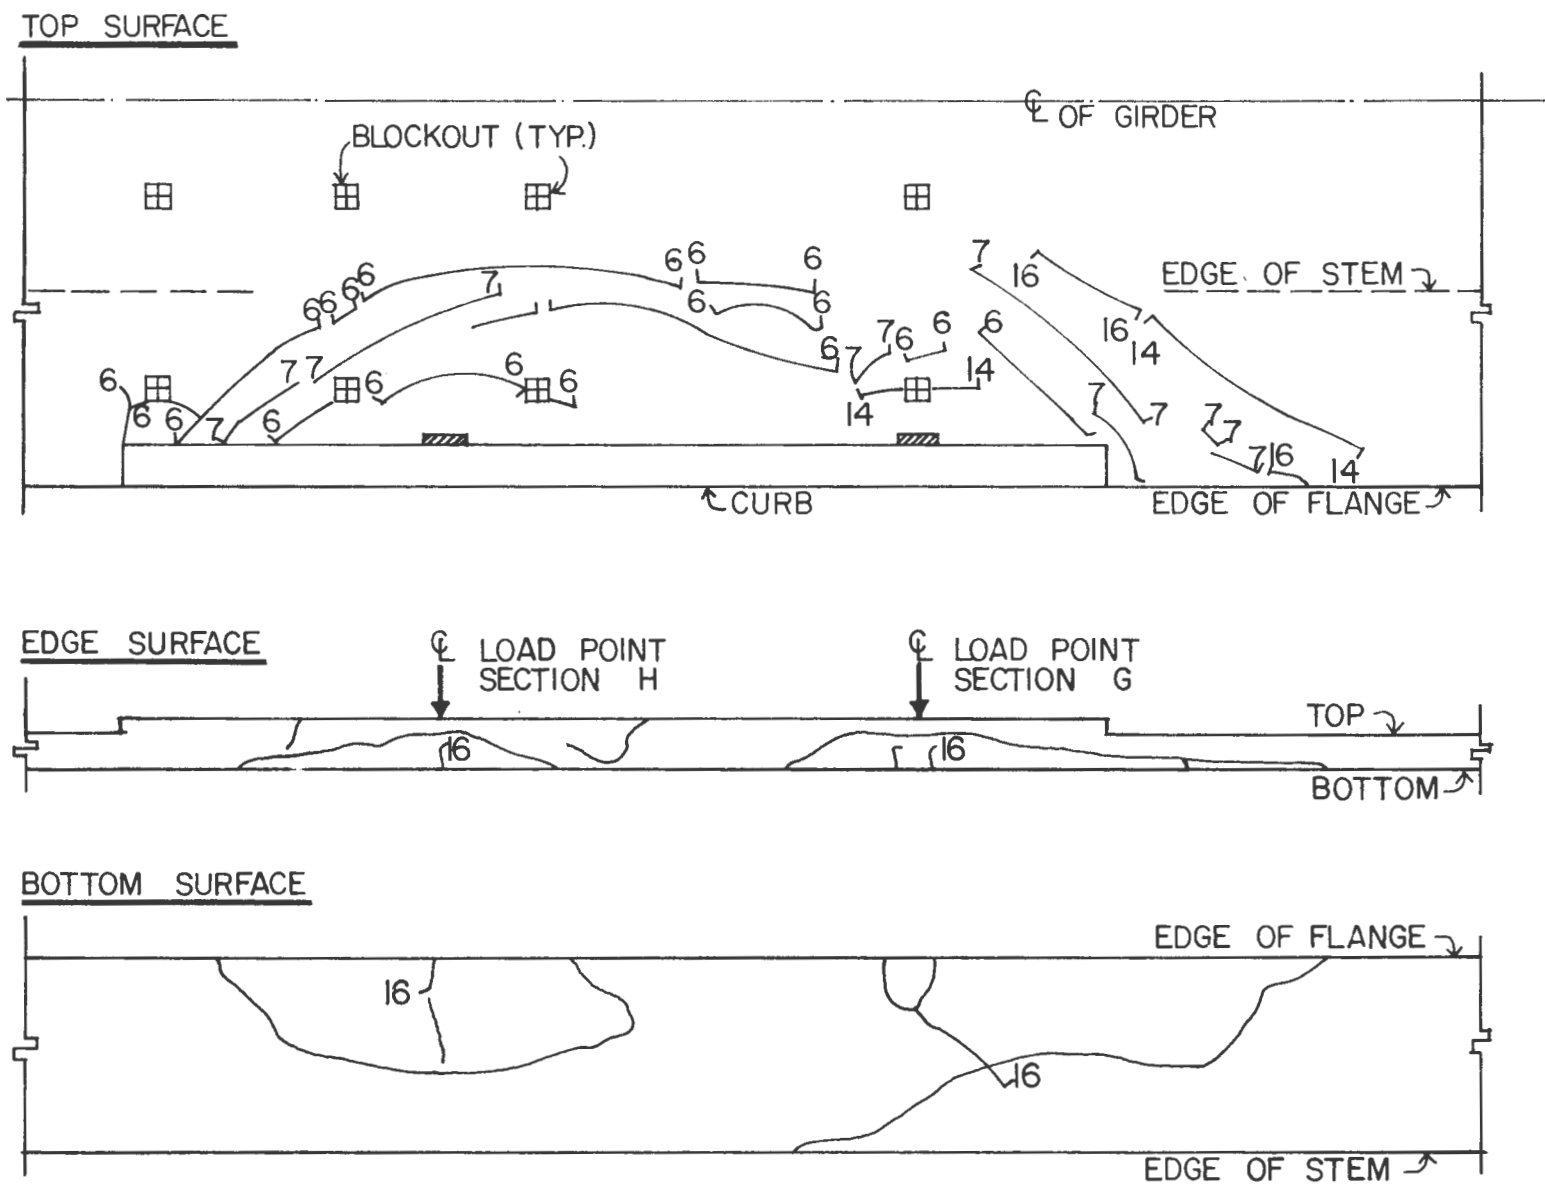 TOP SURFACE
℄ OF GIRDER
BLOCKOUT (TYP.)
7
6 6 6
16
EDGE OF STEM
6 6 6 6
7
6 6
16
14
6
7 7 6 6 6
7
6
6 6 6
7 7
14
14
6 6 7 6
7 7 7 7
7 16
14
CURB
EDGE OF FLANGE
EDGE SURFACE
℄ LOAD POINT
SECTION H
℄ LOAD POINT
SECTION G
TOP
16
16
BOTTOM
BOTTOM SURFACE
EDGE OF FLANGE
16
16
EDGE OF STEM